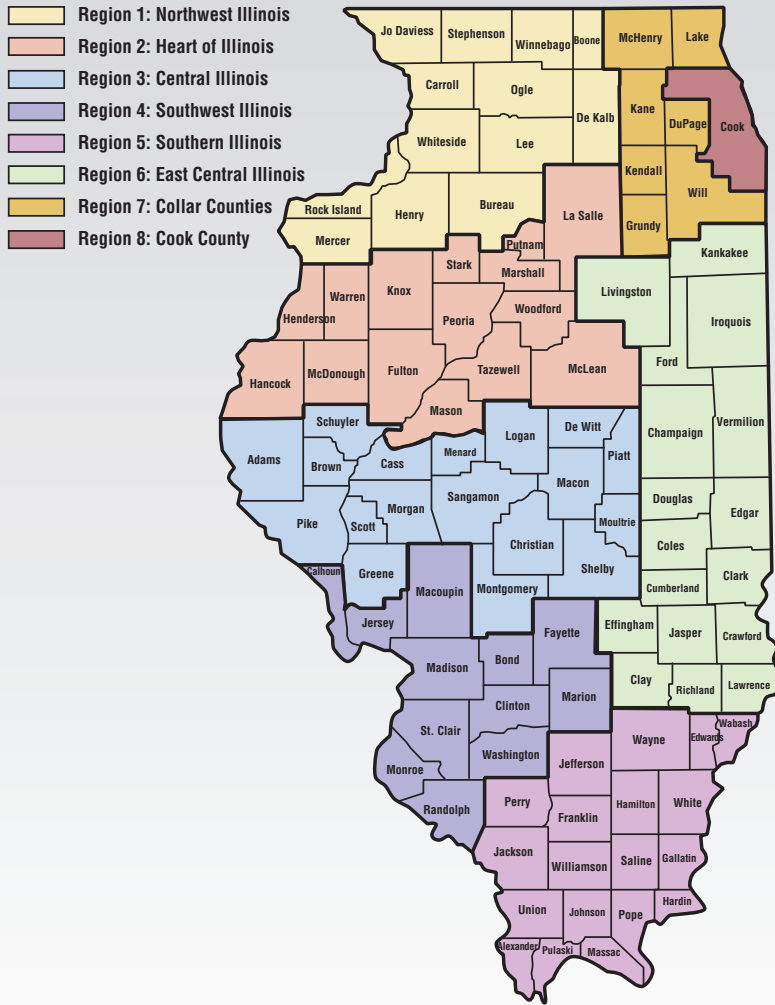 Region 1: Northwest Illinois
Region 2: Heart of Illinois
Region 3: Central Illinois
Region 4: Southwest Illinois
Region 5: Southern Illinois
Region 6: East Central Illinois
Region 7: Collar Counties
Region 8: Cook County
Jo Daviess
Stephenson
Winnebago
Boone
McHenry
Lake
Carroll
Ogle
De Kalb
Kane
DuPage
Cook
Whiteside
Lee
Kendall
Will
Rock Island
Henry
Bureau
La Salle
Grundy
Mercer
Putnam
Kankakee
Stark
Marshall
Livingston
Henderson
Warren
Knox
Peoria
Woodford
Iroquois
Ford
Hancock
McDonough
Fulton
Tazewell
McLean
Mason
Schuyler
Logan
De Witt
Champaign
Vermilion
Adams
Brown
Cass
Menard
Piatt
Macon
Sangamon
Douglas
Edgar
Pike
Scott
Morgan
Moultrie
Christian
Coles
Shelby
Calhoun
Greene
Macoupin
Montgomery
Cumberland
Clark
Jersey
Fayette
Effingham
Jasper
Crawford
Madison
Bond
Clay
Richland
Lawrence
Clinton
Marion
St. Clair
Washington
Wayne
Edwards
Wabash
Monroe
Jefferson
Randolph
Perry
Franklin
Hamilton
White
Jackson
Williamson
Saline
Gallatin
Union
Johnson
Pope
Hardin
Alexander
Pulaski
Massac